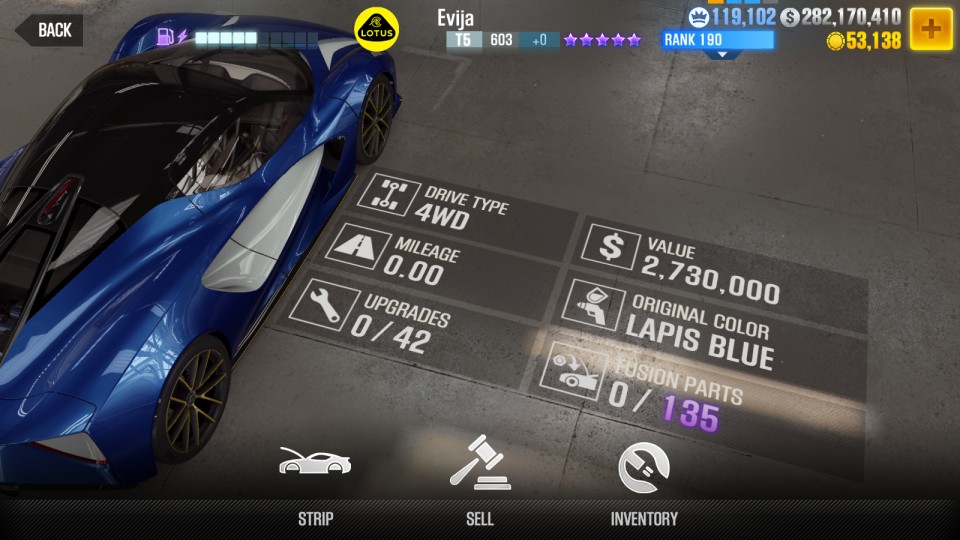 BACK
LOTUS
Evija
T5 603 +0
119,102
282,170,410
RANK 190
53,138
DRIVE TYPE
4WD
MILEAGE
0.00
UPGRADES
0/42
$ VALUE
2,730,000
ORIGINAL COLOR
LAPIS BLUE
FUSION PARTS
0/135
STRIP
SELL
INVENTORY